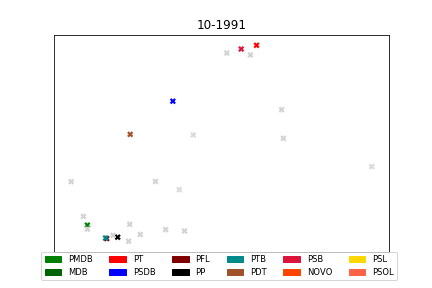 10-1991
PMDB PT PFL PTB PSB PSL
MDB PSDB PP PDT NOVO PSOL